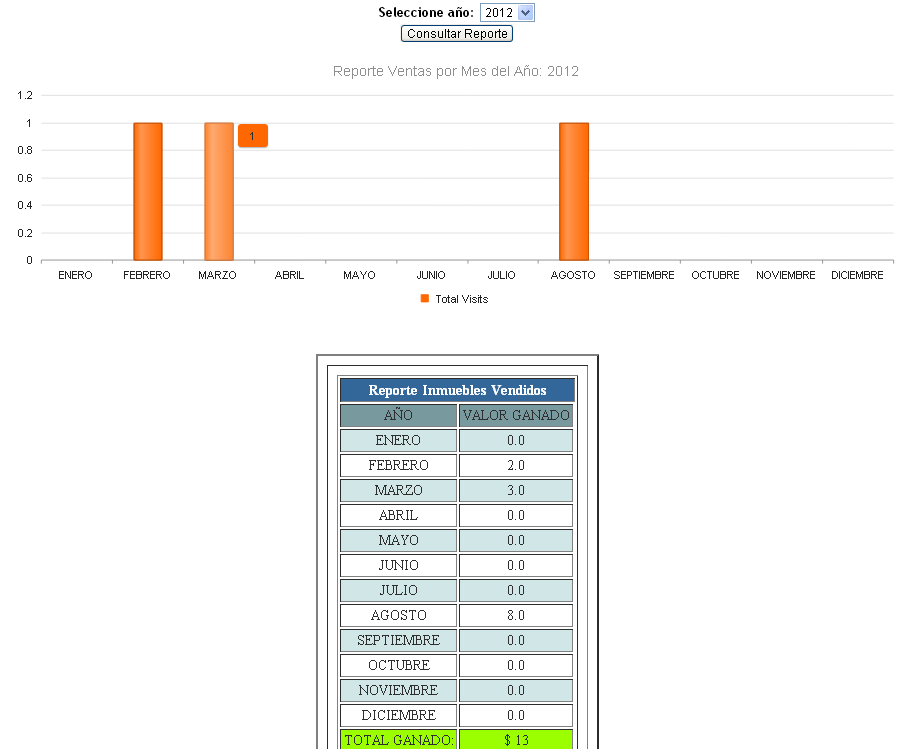 Seleccione año: 2012
Consultar Reporte
Reporte Ventas por Mes del Año: 2012
1.2
1
0.8
0.6
0.4
0.2
0
1
ENERO FEBRERO MARZO ABRIL MAYO JUNIO JULIO AGOSTO SEPTIEMBRE OCTUBRE NOVIEMBRE DICIEMBRE
Total Visits
Reporte Inmuebles Vendidos
AÑO VALOR GANADO
ENERO 0.0
FEBRERO 2.0
MARZO 3.0
ABRIL 0.0
MAYO 0.0
JUNIO 0.0
JULIO 0.0
AGOSTO 8.0
SEPTIEMBRE 0.0
OCTUBRE 0.0
NOVIEMBRE 0.0
DICIEMBRE 0.0
TOTAL GANADO: $ 13